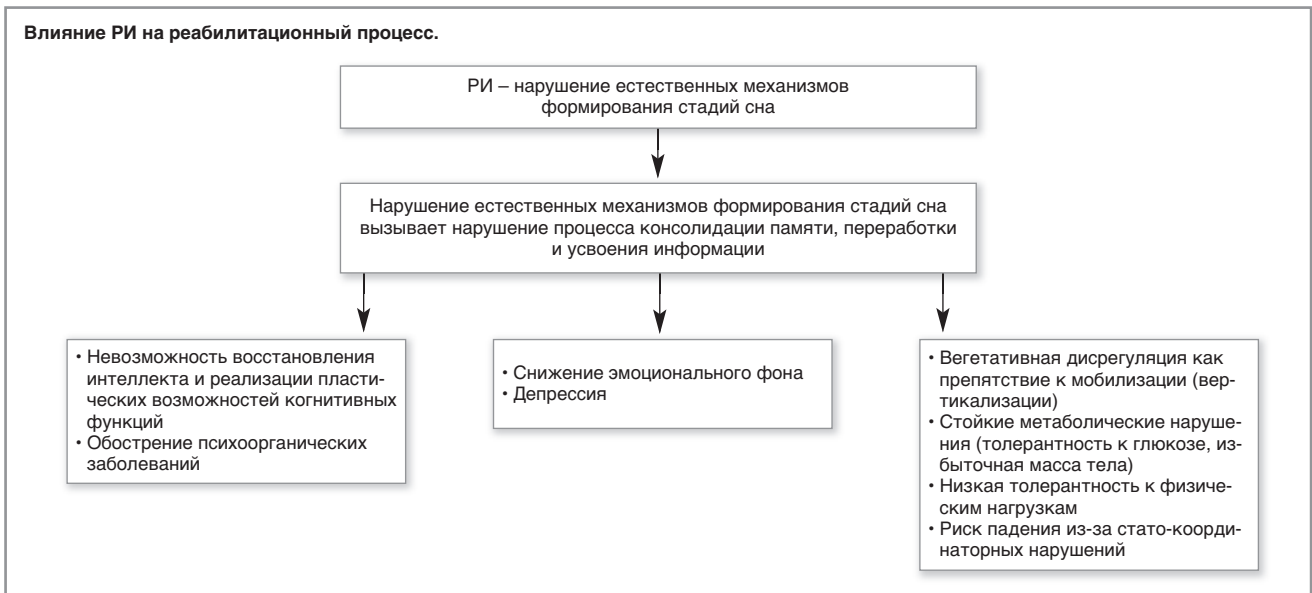 Влияние РИ на реабилитационный процесс.
РИ – нарушение естественных механизмов
формирования стадий сна
Нарушение естественных механизмов формирования стадий сна
вызывает нарушение процесса консолидации памяти, переработки
и усвоения информации
• Невозможность восстановления
интеллекта и реализации пласти-
ческих возможностей когнитивных
функций
• Обострение психоорганических
заболеваний
• Снижение эмоционального фона
• Депрессия
• Вегетативная дисрегуляция как
препятствие к мобилизации (вер-
тикализации)
• Стойкие метаболические наруше-
ния (толерантность к глюкозе, из-
быточная масса тела)
• Низкая толерантность к физиче-
ским нагрузкам
• Риск падения из-за стато-коорди-
наторных нарушений